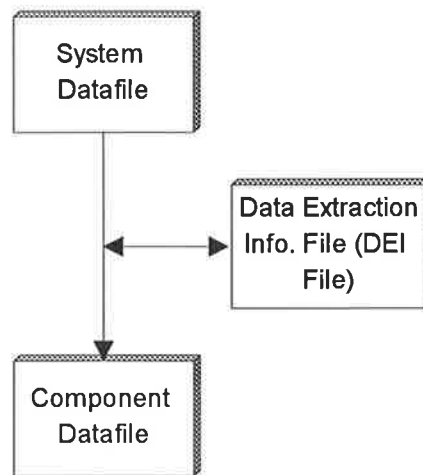 System
Datafile
Data Extraction
Info. File (DEI
File)
Component
Datafile